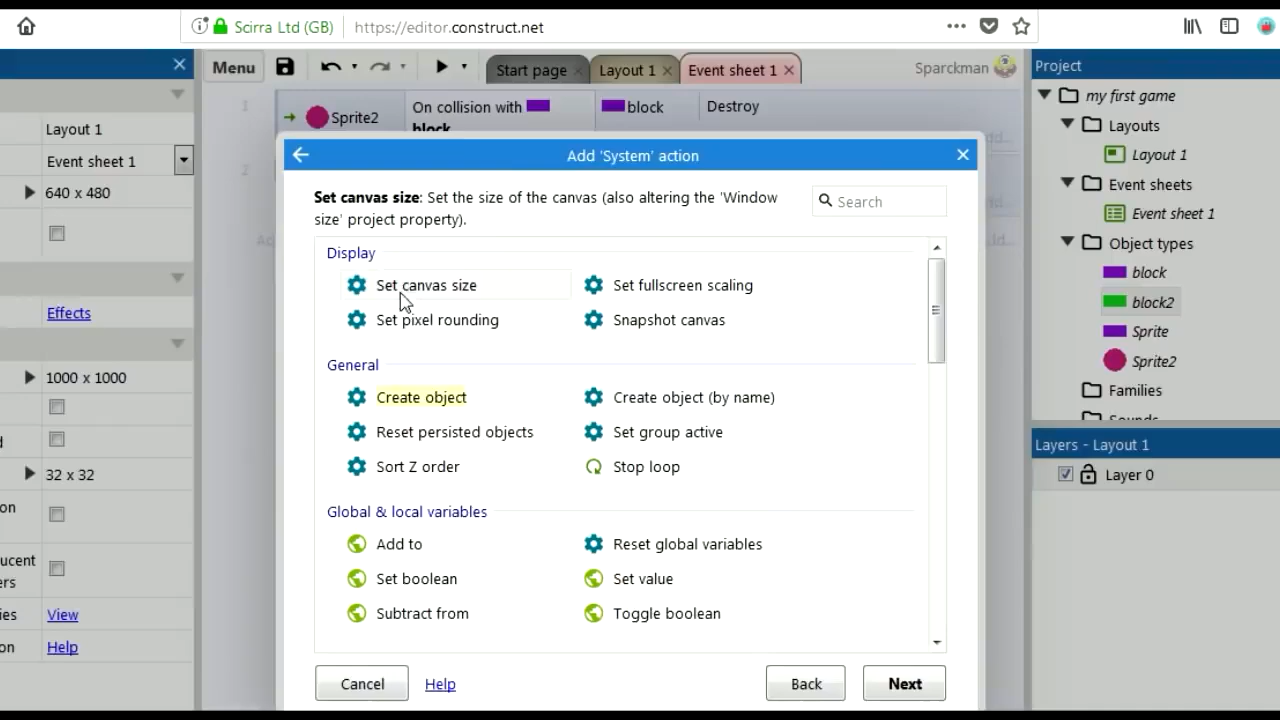 Scirra Ltd (GB)
https://editor.construct.net
Menu
Start page
Layout 1
Event sheet 1
Sparckman
Project
1
Sprite2
On collision with
block
block
Destroy
2
Layout 1
Event sheet 1
640 x 480
Effects
1000 x 1000
32 x 32
View
Help
Add 'System' action
Set canvas size: Set the size of the canvas (also altering the 'Window
size' project property).
Search
Display
Set canvas size
Set fullscreen scaling
Set pixel rounding
Snapshot canvas
General
Create object
Create object (by name)
Reset persisted objects
Set group active
Sort Z order
Stop loop
Global & local variables
Add to
Reset global variables
Set boolean
Set value
Subtract from
Toggle boolean
Cancel
Help
Back
Next
my first game
Layouts
Layout 1
Event sheets
Event sheet 1
Object types
block
block2
Sprite
Sprite2
Families
Layers - Layout 1
Layer 0